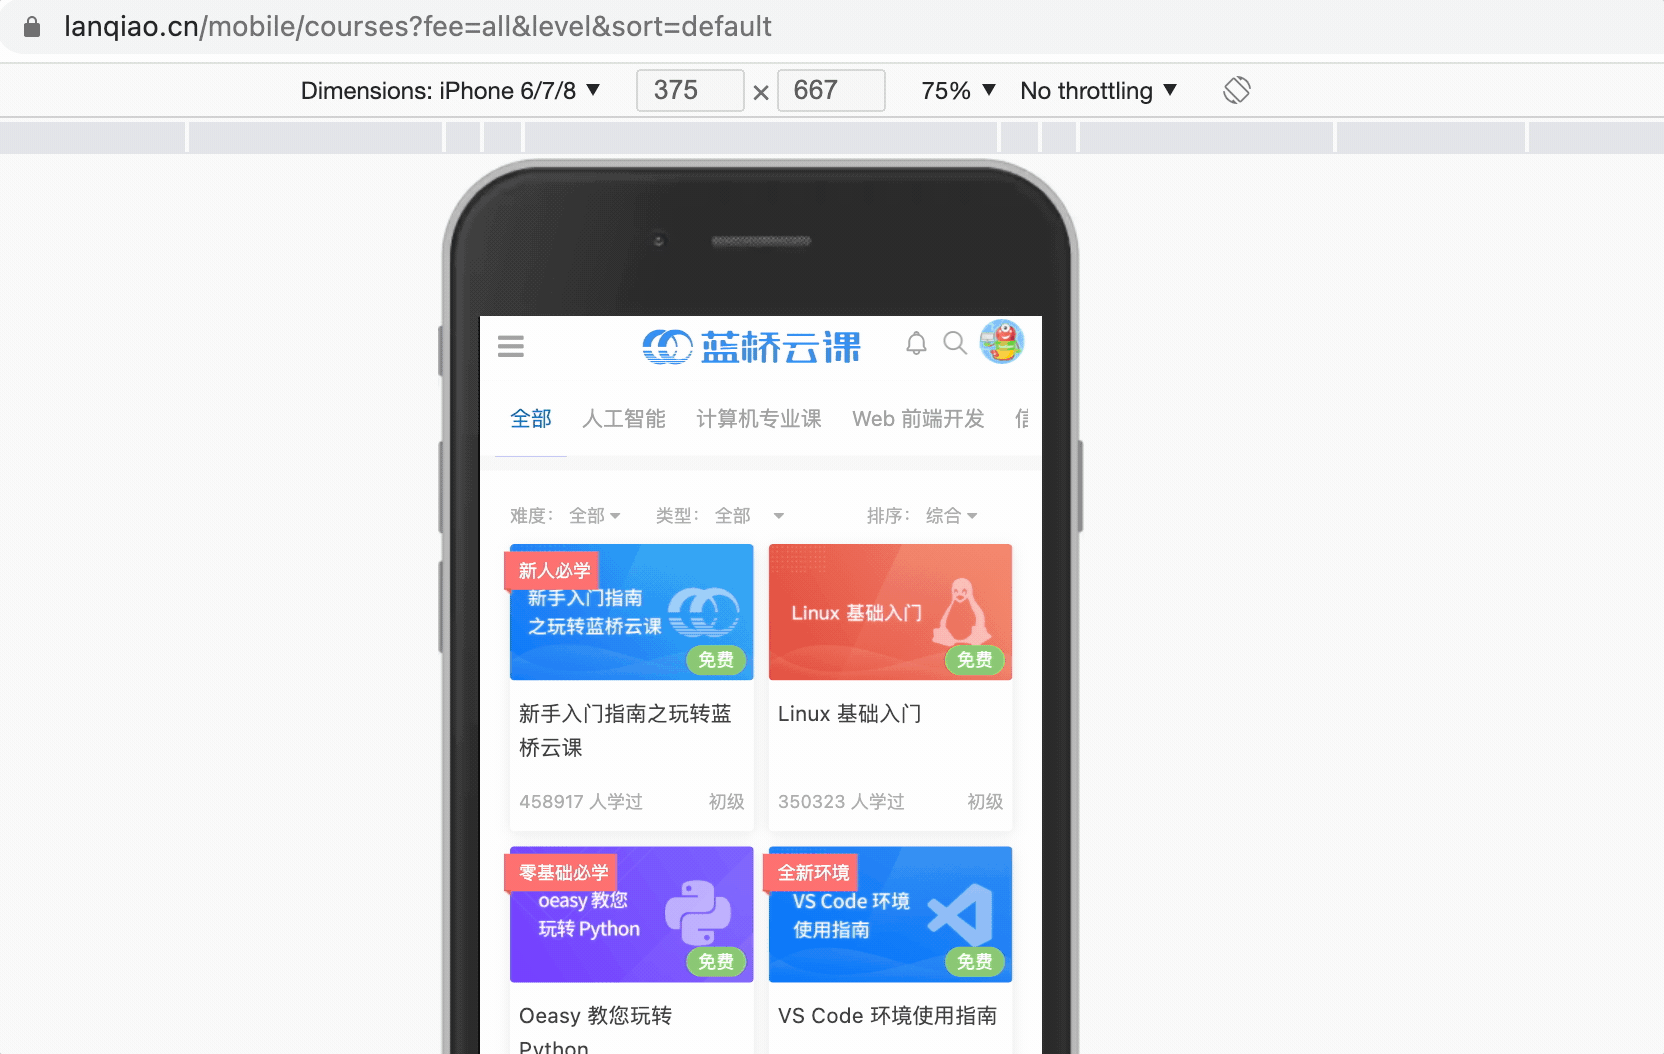 lanqiao.cn/mobile/courses?fee=all&level&sort=default
Dimensions: iPhone 6/7/8 ▼ 375 × 667 75% ▼ No throttling ▼
蓝桥云课
全部 人工智能 计算机专业课 Web 前端开发 信
难度： 全部 类型： 全部 排序： 综合
新人必学
新手入门指南
之玩转蓝桥云课
免费
Linux 基础入门
免费
新手入门指南之玩转蓝
桥云课
458917 人学过 初级
Linux 基础入门
350323 人学过 初级
零基础必学
oeasy 教您
玩转 Python
免费
全新环境
VS Code 环境
使用指南
免费
Oeasy 教您玩转
Python
VS Code 环境使用指南